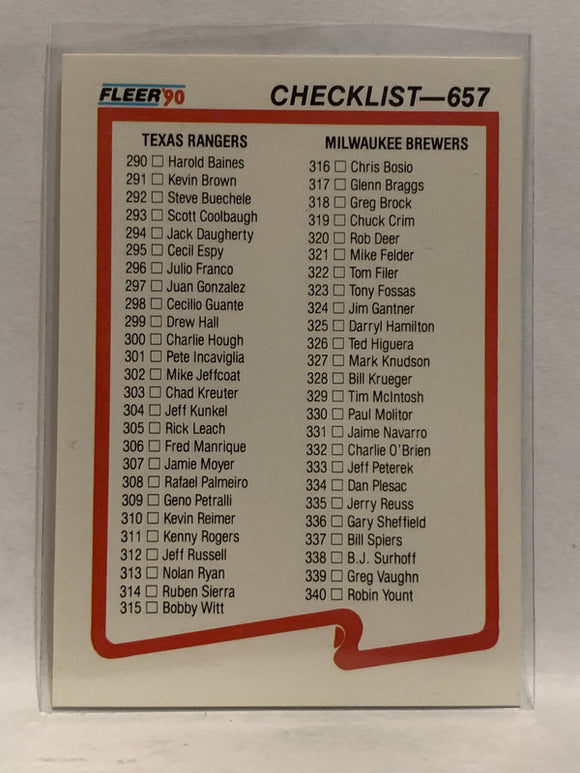 FLEER '90
CHECKLIST—657
TEXAS RANGERS
290 Harold Baines
291 Kevin Brown
292 Steve Buechele
293 Scott Coolbaugh
294 Jack Daugherty
295 Cecil Espy
296 Julio Franco
297 Juan Gonzalez
298 Cecilio Guante
299 Drew Hall
300 Charlie Hough
301 Pete Incaviglia
302 Mike Jeffcoat
303 Chad Kreuter
304 Jeff Kunkel
305 Rick Leach
306 Fred Manrique
307 Jamie Moyer
308 Rafael Palmeiro
309 Geno Petralli
310 Kevin Reimer
311 Kenny Rogers
312 Jeff Russell
313 Nolan Ryan
314 Ruben Sierra
315 Bobby Witt
MILWAUKEE BREWERS
316 Chris Bosio
317 Glenn Braggs
318 Greg Brock
319 Chuck Crim
320 Rob Deer
321 Mike Felder
322 Tom Filer
323 Tony Fossas
324 Jim Gantner
325 Darryl Hamilton
326 Ted Higuera
327 Mark Knudson
328 Bill Krueger
329 Tim McIntosh
330 Paul Molitor
331 Jaime Navarro
332 Charlie O'Brien
333 Jeff Peterek
334 Dan Plesac
335 Jerry Reuss
336 Gary Sheffield
337 Bill Spiers
338 B.J. Surhoff
339 Greg Vaughn
340 Robin Yount